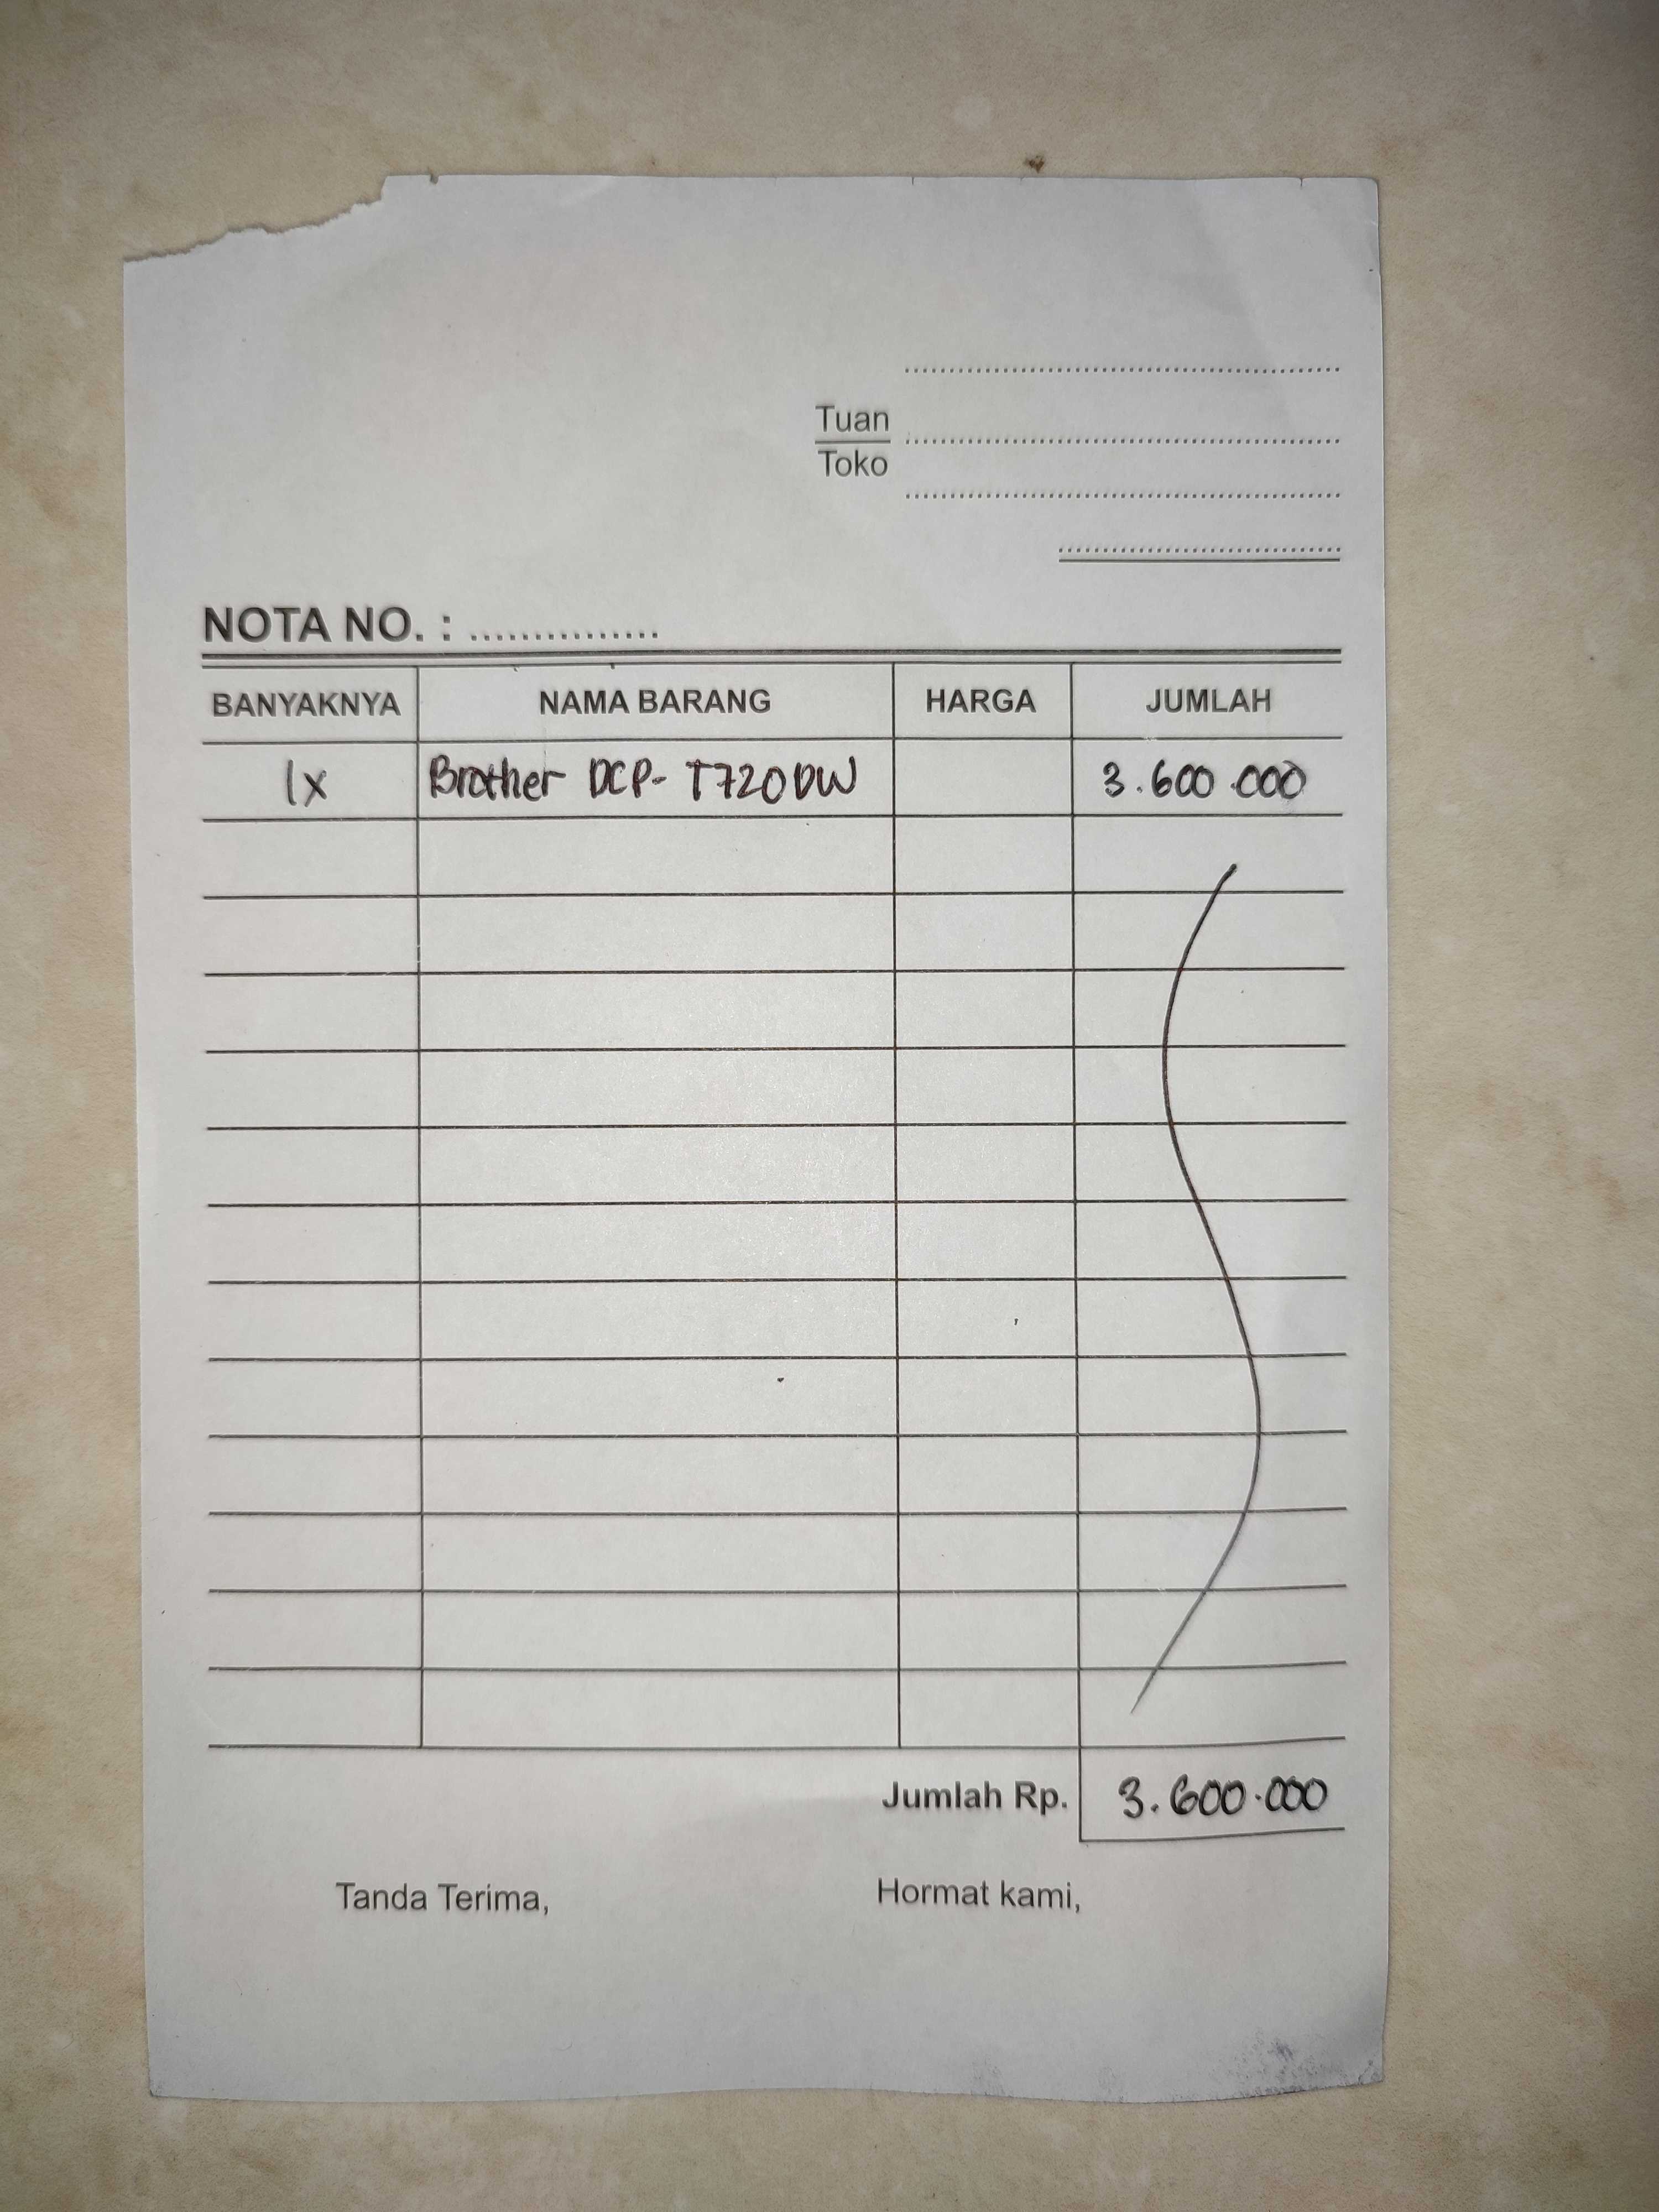 Tuan
Toko
NOTA NO. : ...............
BANYAKNYA NAMA BARANG HARGA JUMLAH
1x Brother DCP-T720DW 3.600.000
Jumlah Rp. 3.600.000
Tanda Terima, Hormat kami,